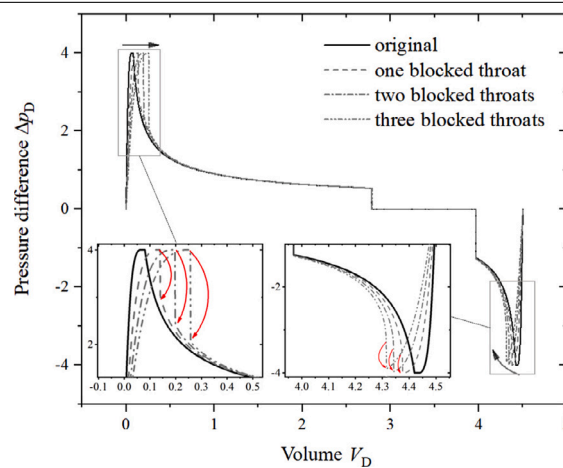 Pressure difference Δp_D
4
2
0
-2
-4
original
one blocked throat
two blocked throats
three blocked throats
4
2
-0.1 0.0 0.1 0.2 0.3 0.4 0.5
-2
-4
4.0 4.1 4.2 4.3 4.4 4.5
0 1 2 3 4 5
Volume V_D